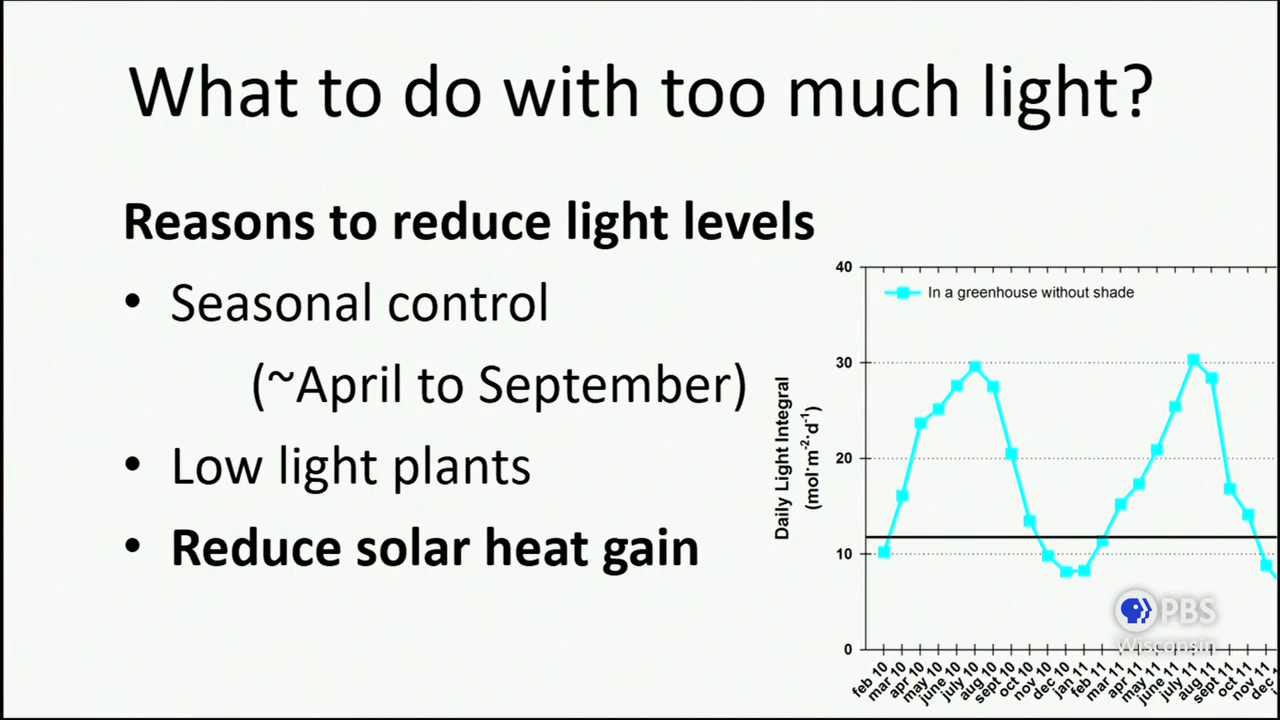 What to do with too much light?
Reasons to reduce light levels
• Seasonal control
(~April to September)
• Low light plants
• Reduce solar heat gain
40
In a greenhouse without shade
30
20
10
0
Daily Light Integral
(mol·m-2·d-1)
feb 10
mar 10
apr 10
may 10
june 10
july 10
aug 10
sept 10
oct 10
nov 10
dec 10
jan 11
feb 11
mar 11
apr 11
may 11
june 11
july 11
aug 11
sept 11
oct 11
nov 11
dec
PBS
Wisconsin